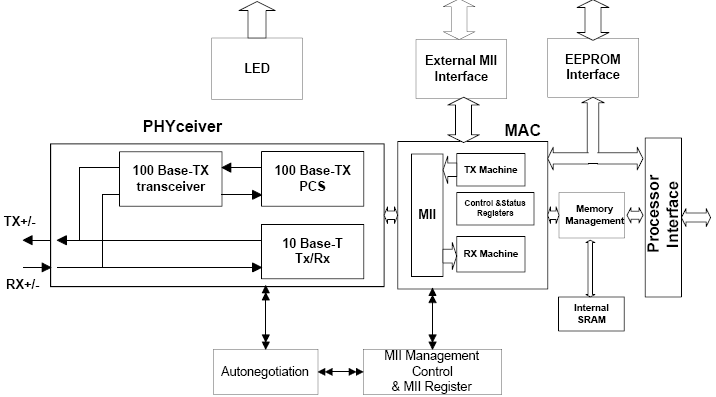 LED
External MII
Interface
EEPROM
Interface
PHYceiver
MAC
100 Base-TX
transceiver
100 Base-TX
PCS
TX Machine
MII
Control &Status
Registers
Memory
Management
Processor
Interface
TX+/-
10 Base-T
Tx/Rx
RX Machine
RX+/-
Internal
SRAM
Autonegotiation
MII Management
Control
& MII Register